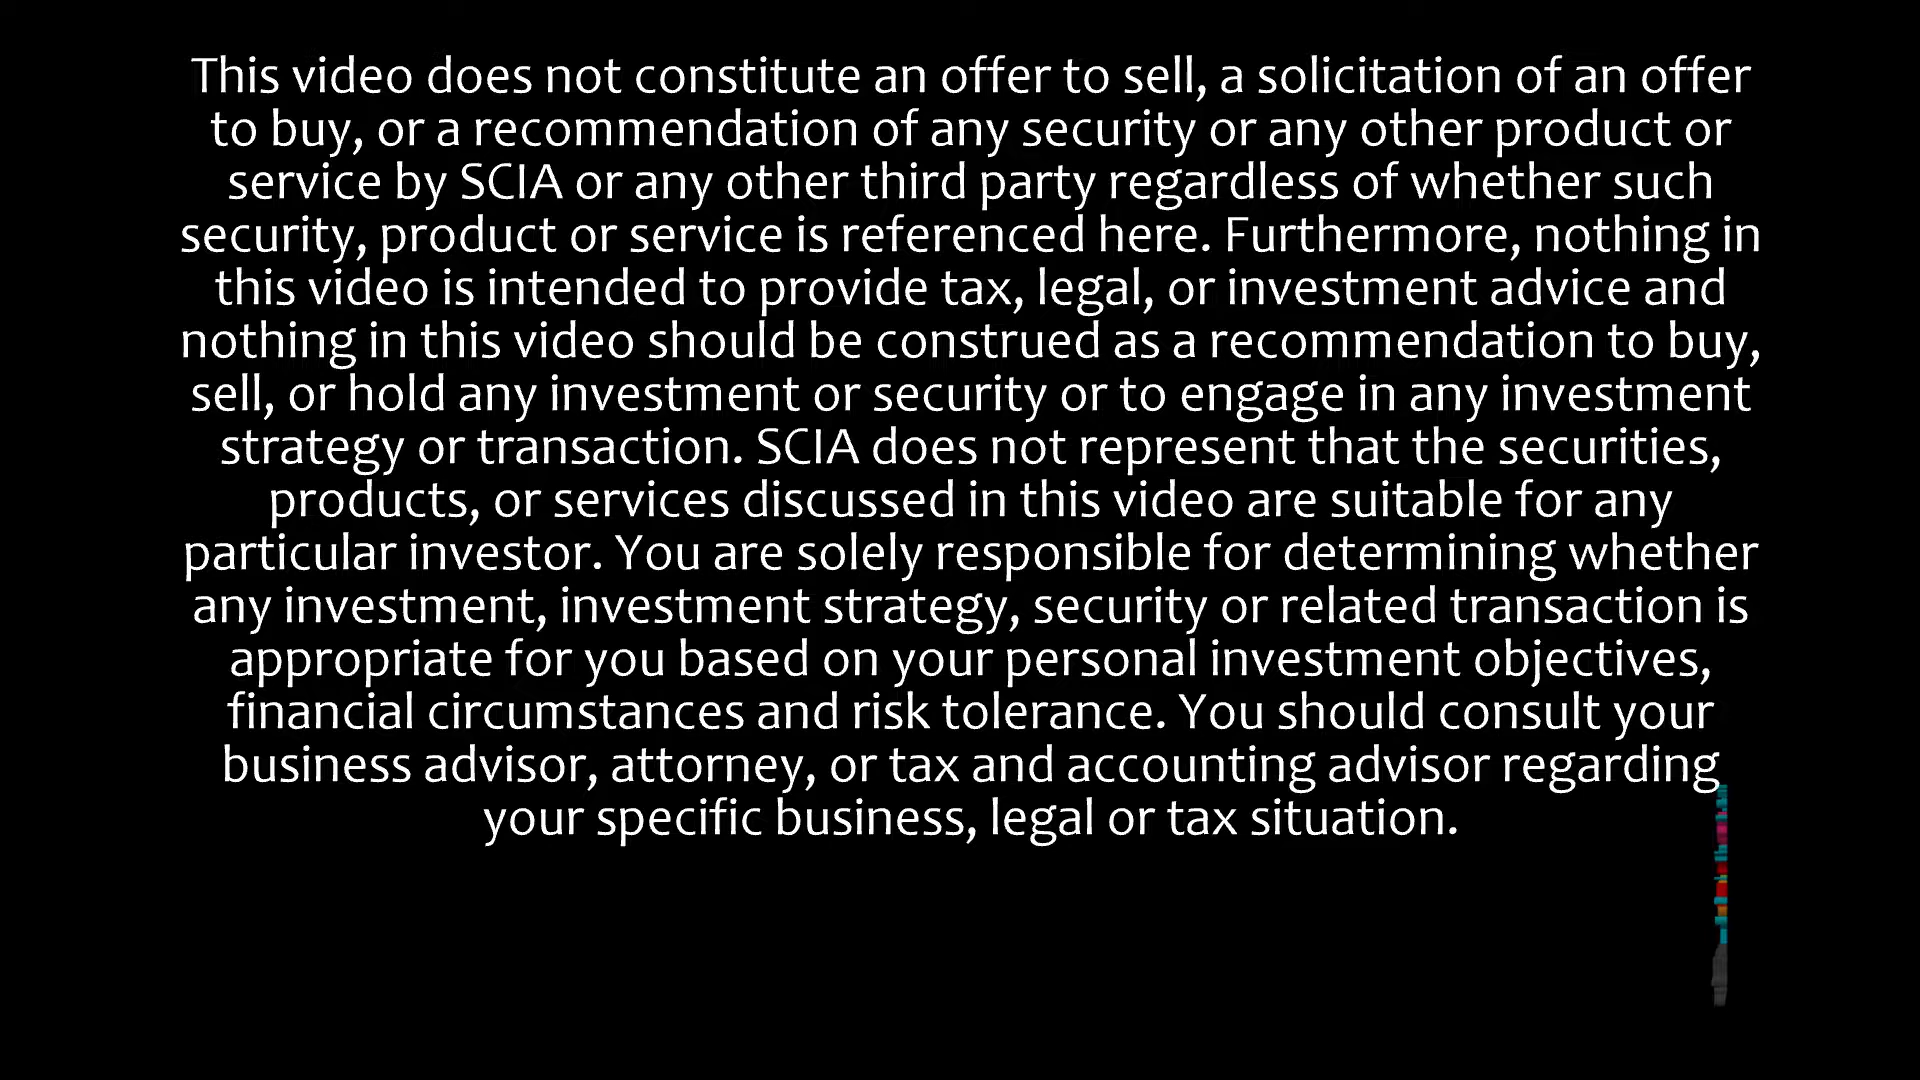 This video does not constitute an offer to sell, a solicitation of an offer
to buy, or a recommendation of any security or any other product or
service by SCIA or any other third party regardless of whether such
security, product or service is referenced here. Furthermore, nothing in
this video is intended to provide tax, legal, or investment advice and
nothing in this video should be construed as a recommendation to buy,
sell, or hold any investment or security or to engage in any investment
strategy or transaction. SCIA does not represent that the securities,
products, or services discussed in this video are suitable for any
particular investor. You are solely responsible for determining whether
any investment, investment strategy, security or related transaction is
appropriate for you based on your personal investment objectives,
financial circumstances and risk tolerance. You should consult your
business advisor, attorney, or tax and accounting advisor regarding
your specific business, legal or tax situation.